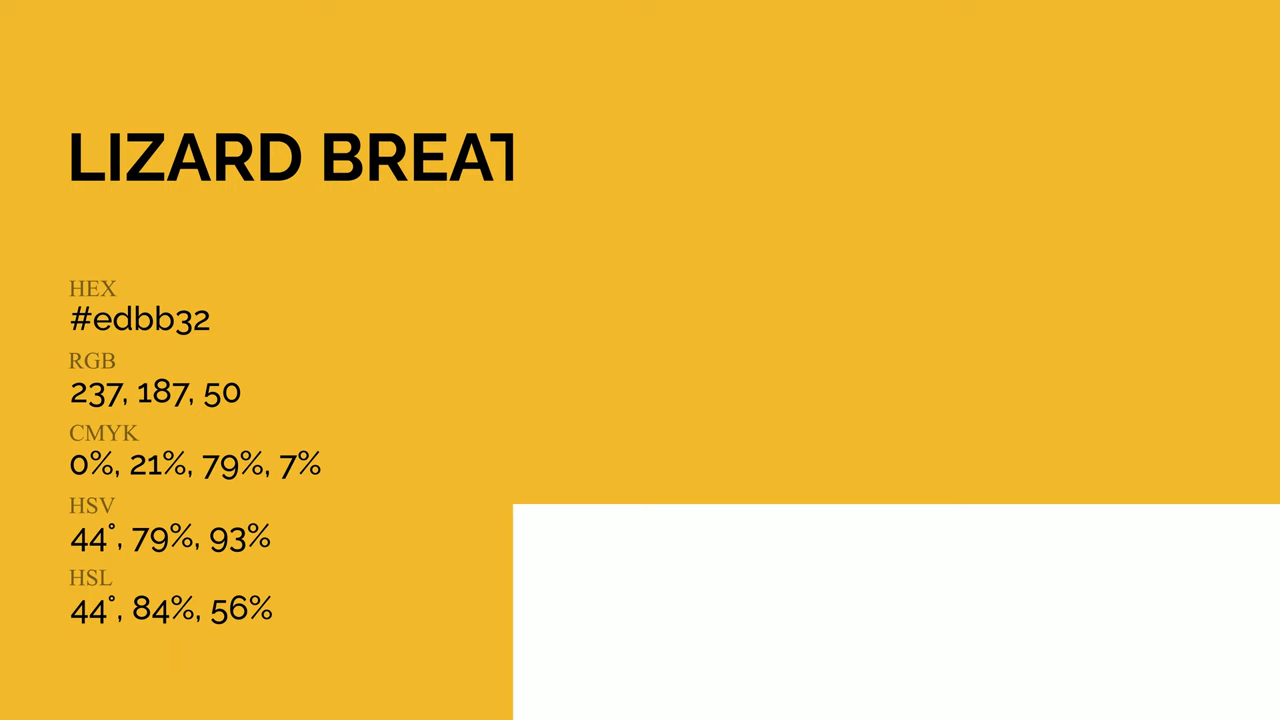 LIZARD BREAT
HEX
#edbb32
RGB
237, 187, 50
CMYK
0%, 21%, 79%, 7%
HSV
44°, 79%, 93%
HSL
44°, 84%, 56%